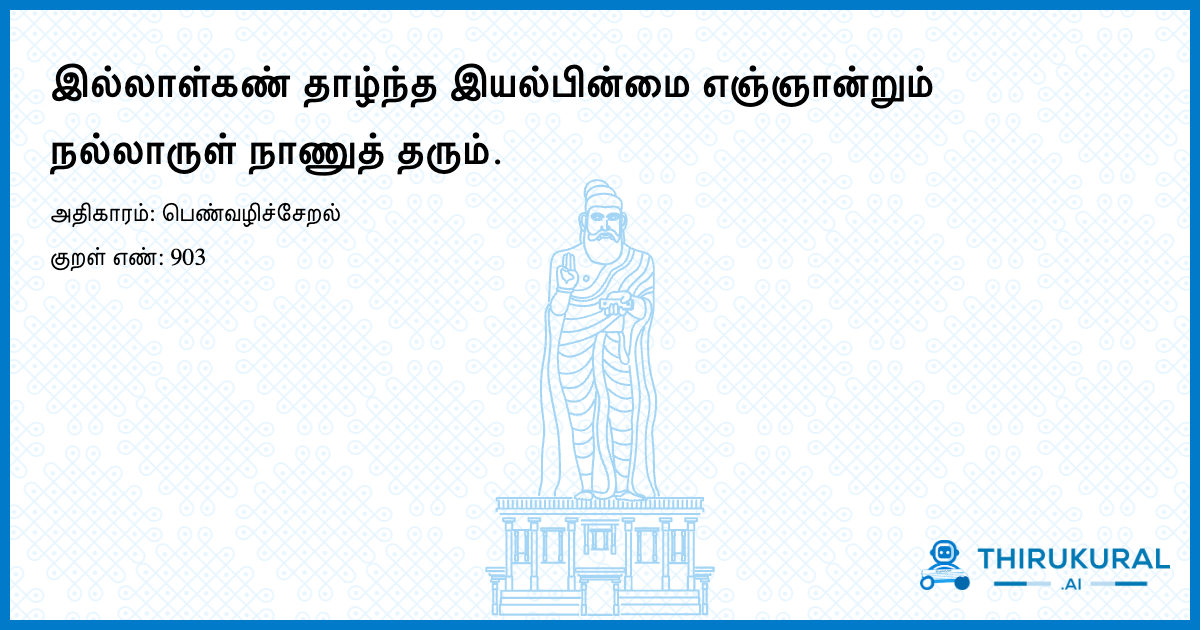 இல்லாள்கண் தாழ்ந்த இயல்பின்மை எஞ்ஞான்றும்
நல்லாருள் நாணுத் தரும்.
அதிகாரம்: பெண்வழிச்சேறல்
குறள் எண்: 903
THIRUKURAL
.AI